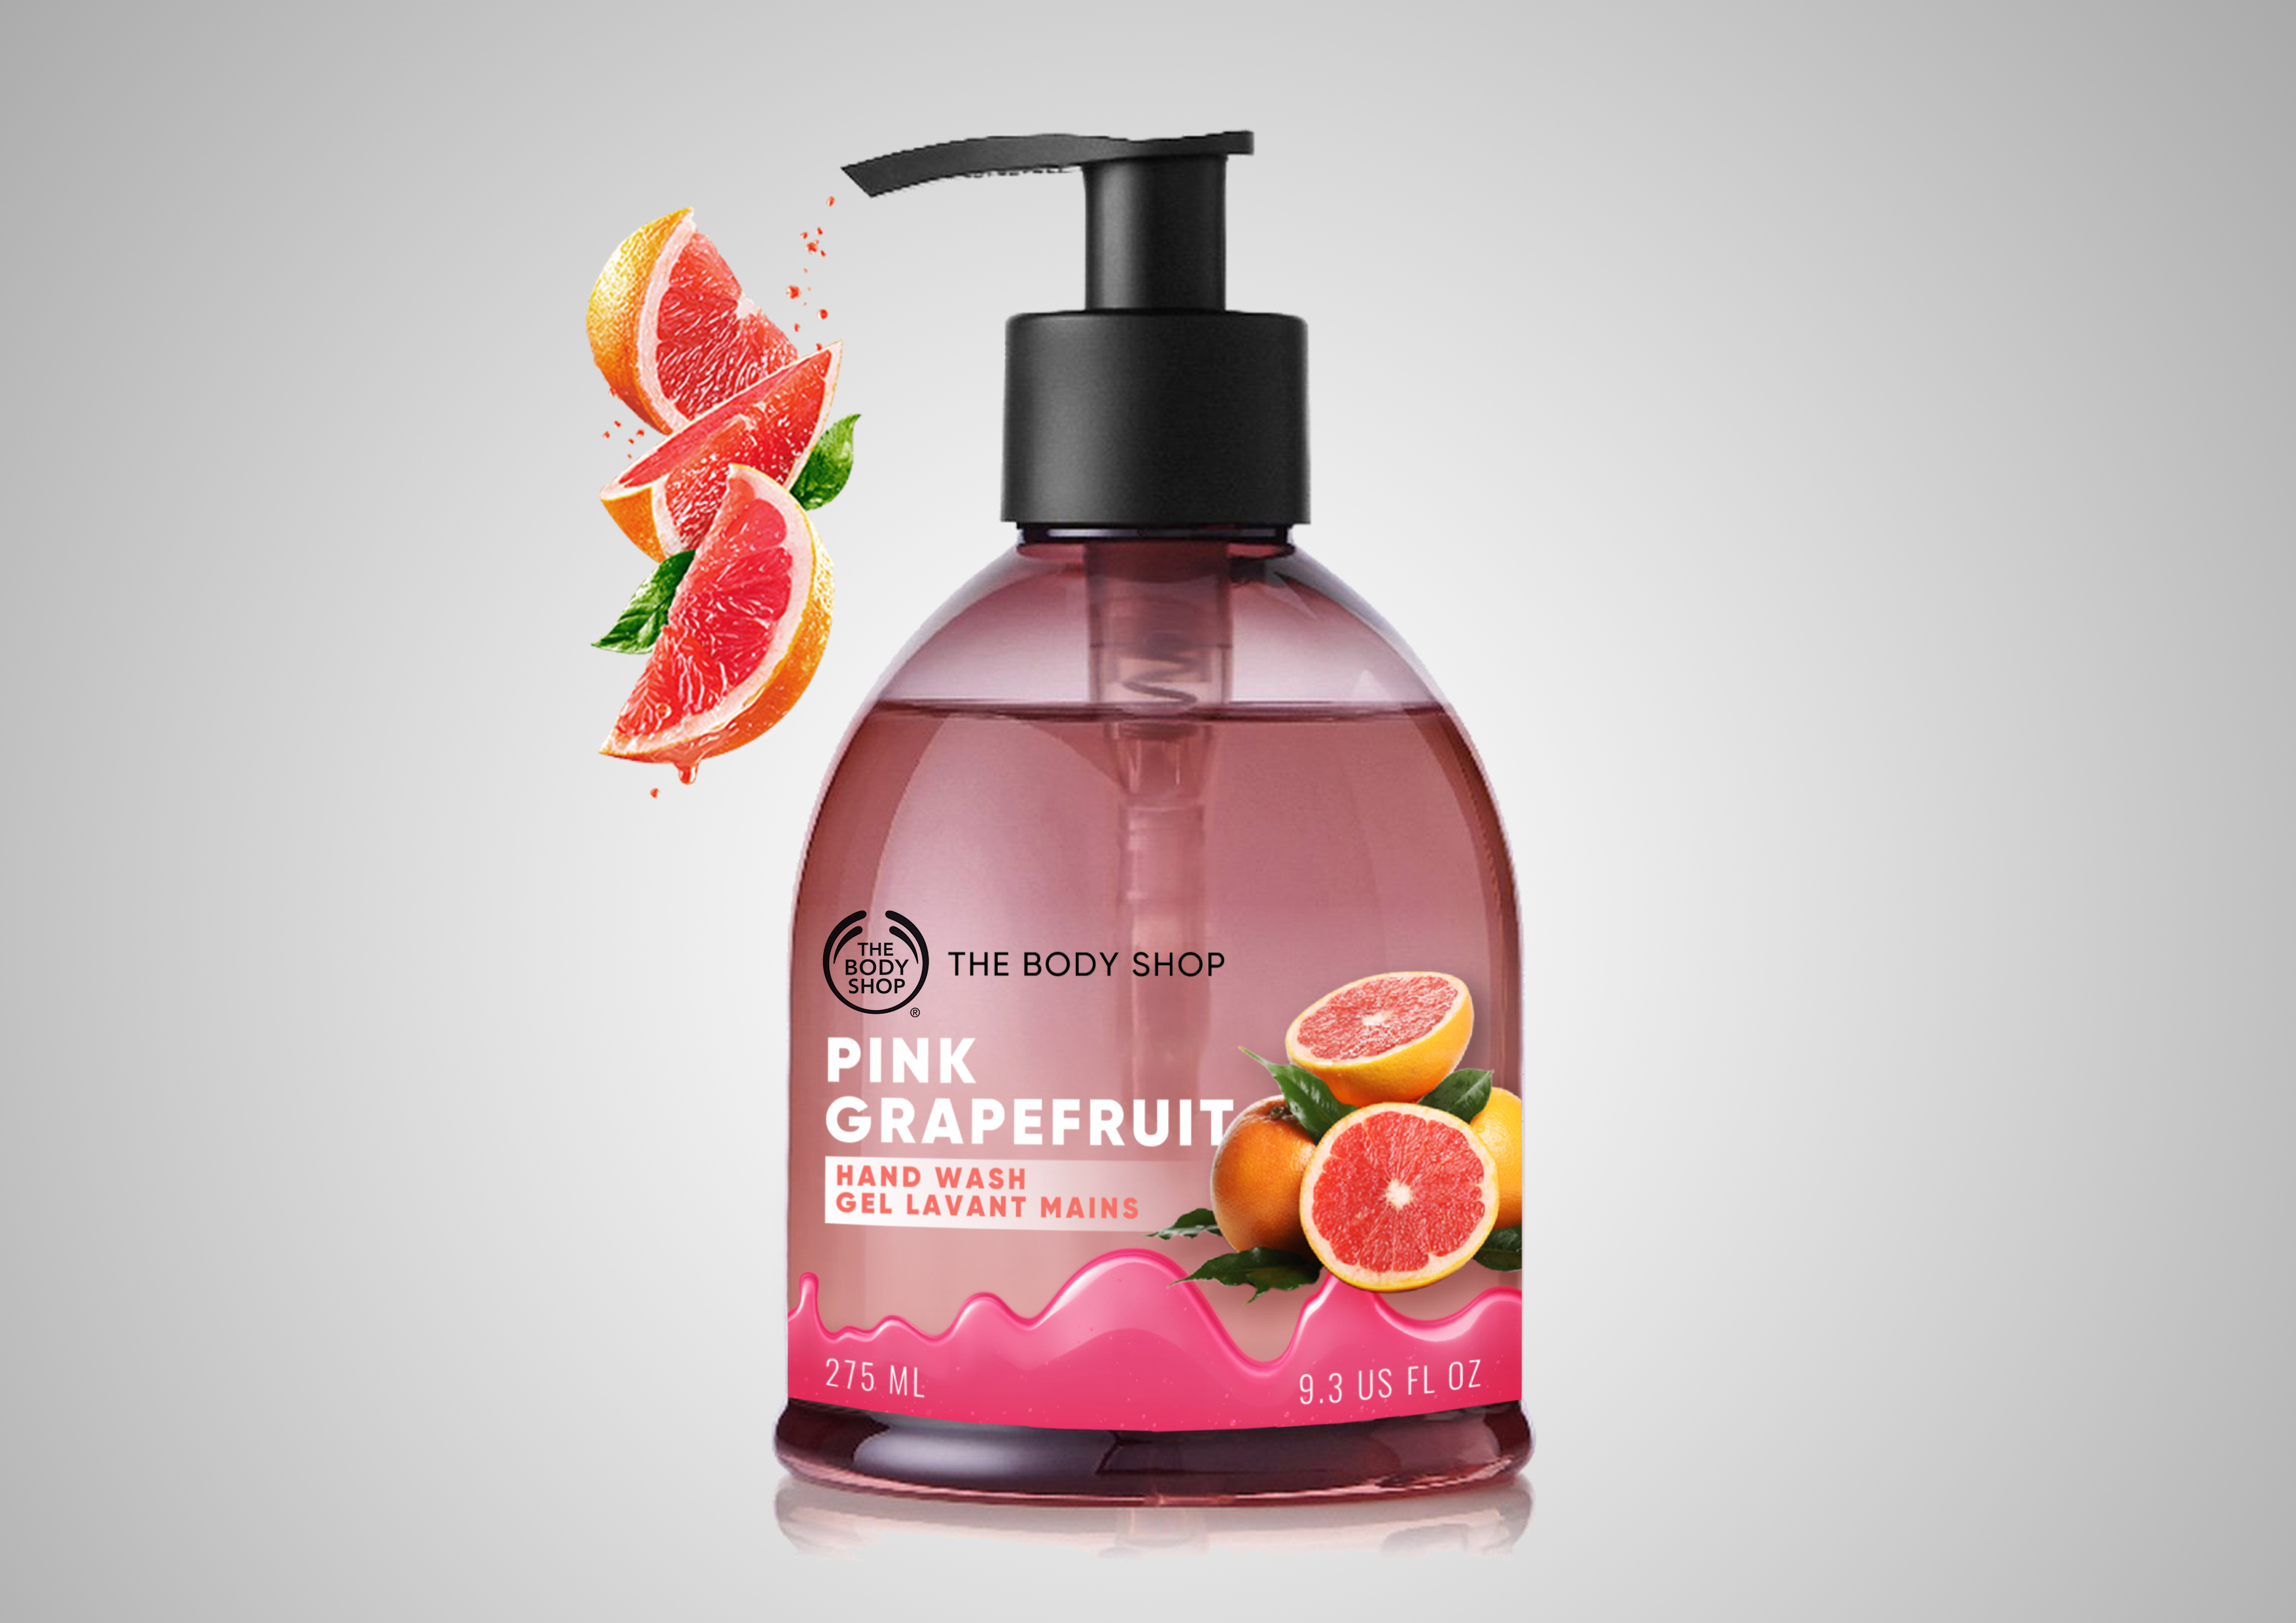 THE
BODY
SHOP
®
THE BODY SHOP
PINK
GRAPEFRUIT
HAND WASH
GEL LAVANT MAINS
275 ML
9.3 US FL OZ